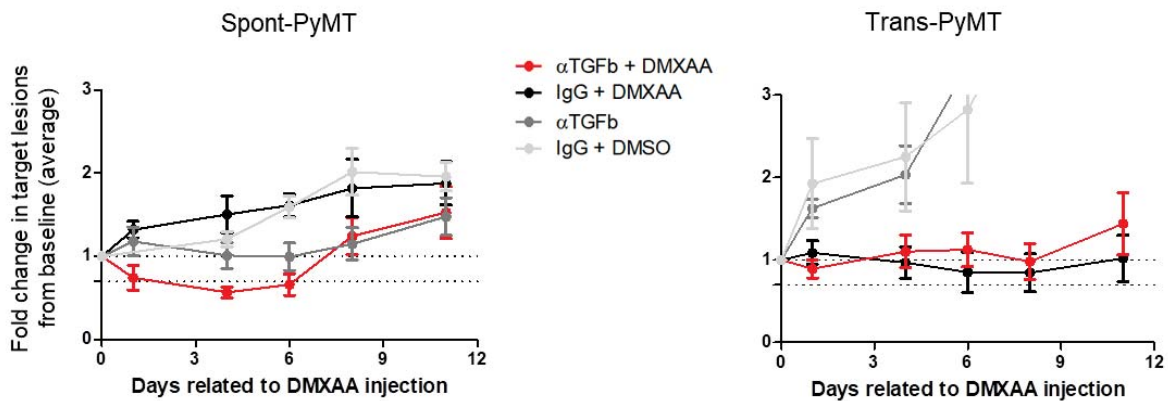 Spont-PyMT
Trans-PyMT
αTGFb + DMXAA
IgG + DMXAA
αTGFb
IgG + DMSO
Fold change in target lesions
from baseline (average)
3
2
1
0
0
3
6
9
12
Days related to DMXAA injection
3
2
1
1
0
3
6
9
12
Days related to DMXAA injection